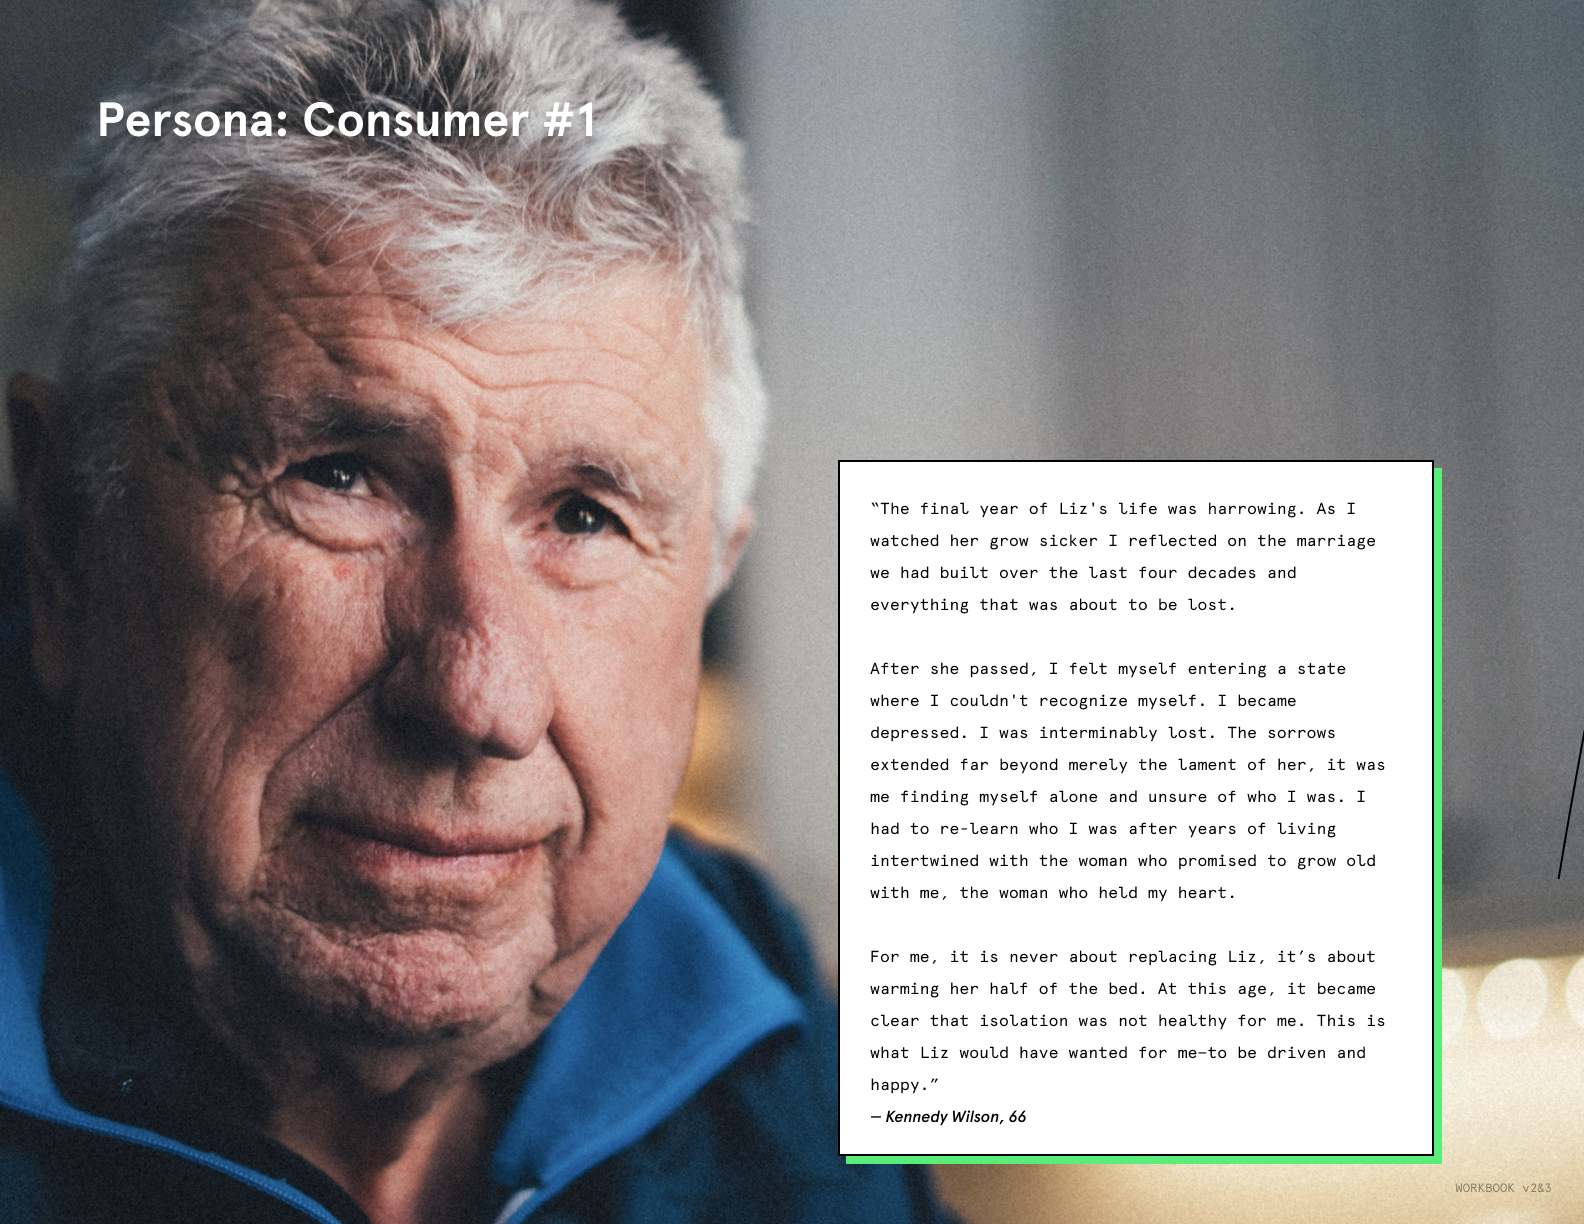 Persona: Consumer #1
“The final year of Liz's life was harrowing. As I
watched her grow sicker I reflected on the marriage
we had built over the last four decades and
everything that was about to be lost.
After she passed, I felt myself entering a state
where I couldn't recognize myself. I became
depressed. I was interminably lost. The sorrows
extended far beyond merely the lament of her, it was
me finding myself alone and unsure of who I was. I
had to re-learn who I was after years of living
intertwined with the woman who promised to grow old
with me, the woman who held my heart.
For me, it is never about replacing Liz, it’s about
warming her half of the bed. At this age, it became
clear that isolation was not healthy for me. This is
what Liz would have wanted for me—to be driven and
happy.”
— Kennedy Wilson, 66
WORKBOOK v2&3